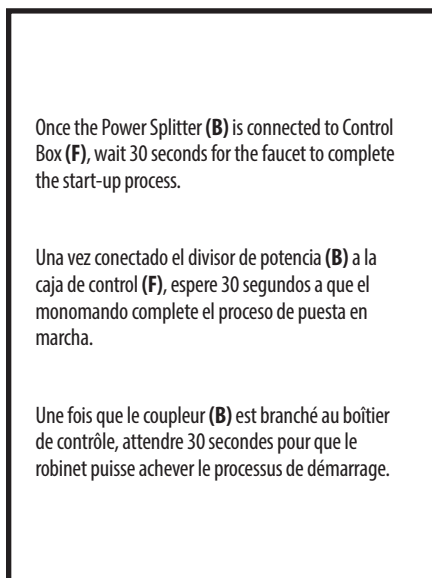 Once the Power Splitter (B) is connected to Control
Box (F), wait 30 seconds for the faucet to complete
the start-up process.
Una vez conectado el divisor de potencia (B) a la
caja de control (F), espere 30 segundos a que el
monomando complete el proceso de puesta en
marcha.
Une fois que le coupleur (B) est branché au boîtier
de contrôle, attendre 30 secondes pour que le
robinet puisse achever le processus de démarrage.